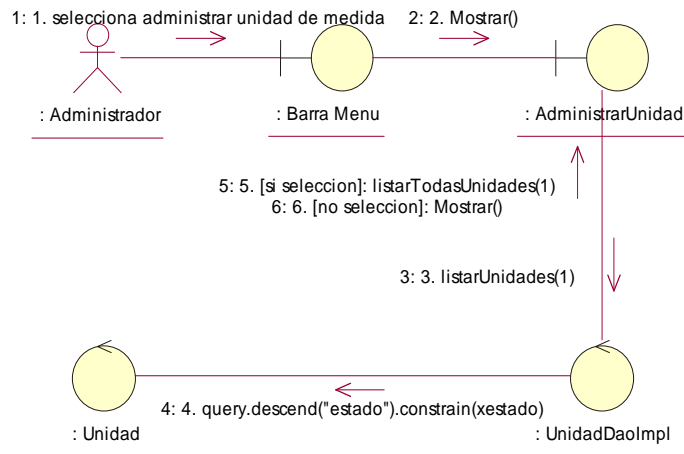 1: 1. selecciona administrar unidad de medida
2: 2. Mostrar()
: Administrador
: Barra Menu
: AdministrarUnidad
5: 5. [si seleccion]: listarTodasUnidades(1)
6: 6. [no seleccion]: Mostrar()
3: 3. listarUnidades(1)
4: 4. query.descend("estado").constrain(xestado)
: Unidad
: UnidadDaoImpl